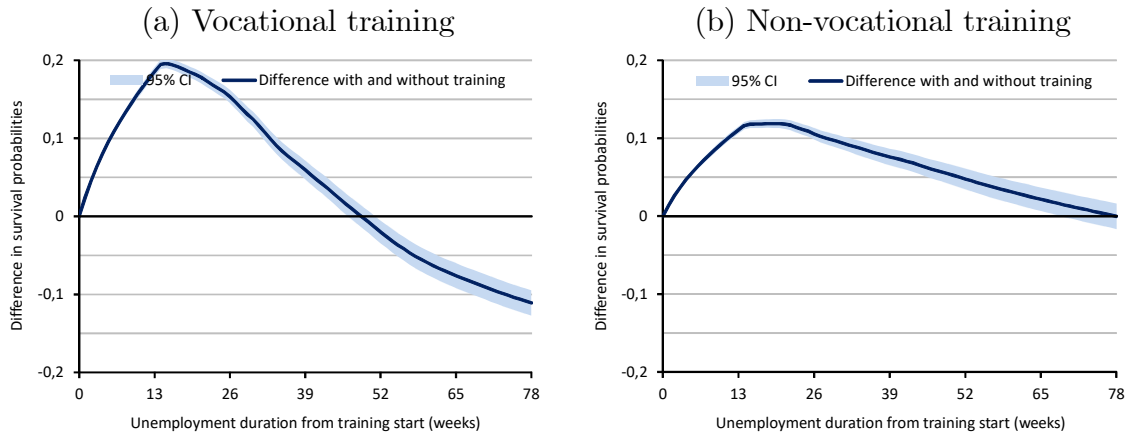 (a) Vocational training
0,2
95% CI
Difference with and without training
0,1
0
-0,1
-0,2
Difference in survival probabilities
0 13 26 39 52 65 78
Unemployment duration from training start (weeks)
(b) Non-vocational training
0,2
95% CI
Difference with and without training
0,1
0
-0,1
-0,2
Difference in survival probabilities
0 13 26 39 52 65 78
Unemployment duration from training start (weeks)